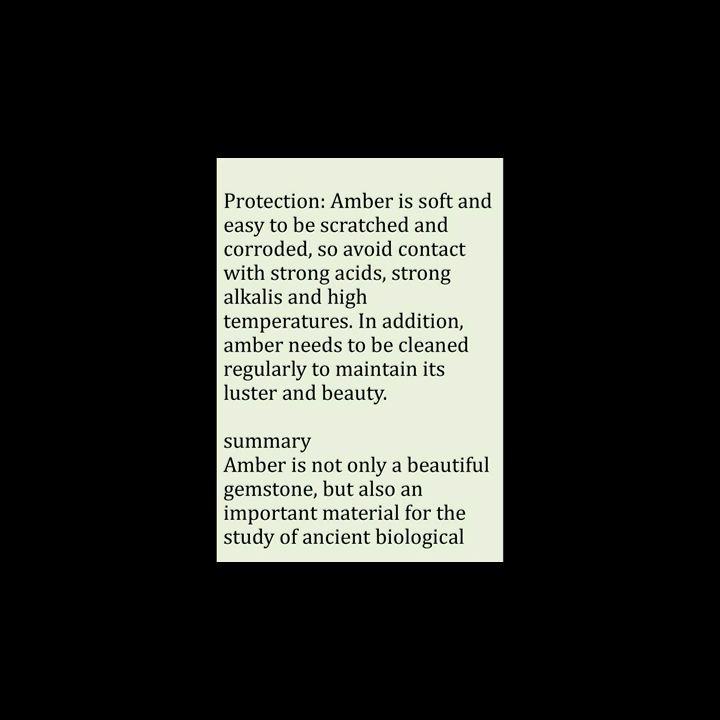 Protection: Amber is soft and
easy to be scratched and
corroded, so avoid contact
with strong acids, strong
alkalis and high
temperatures. In addition,
amber needs to be cleaned
regularly to maintain its
luster and beauty.

summary
Amber is not only a beautiful
gemstone, but also an
important material for the
study of ancient biological